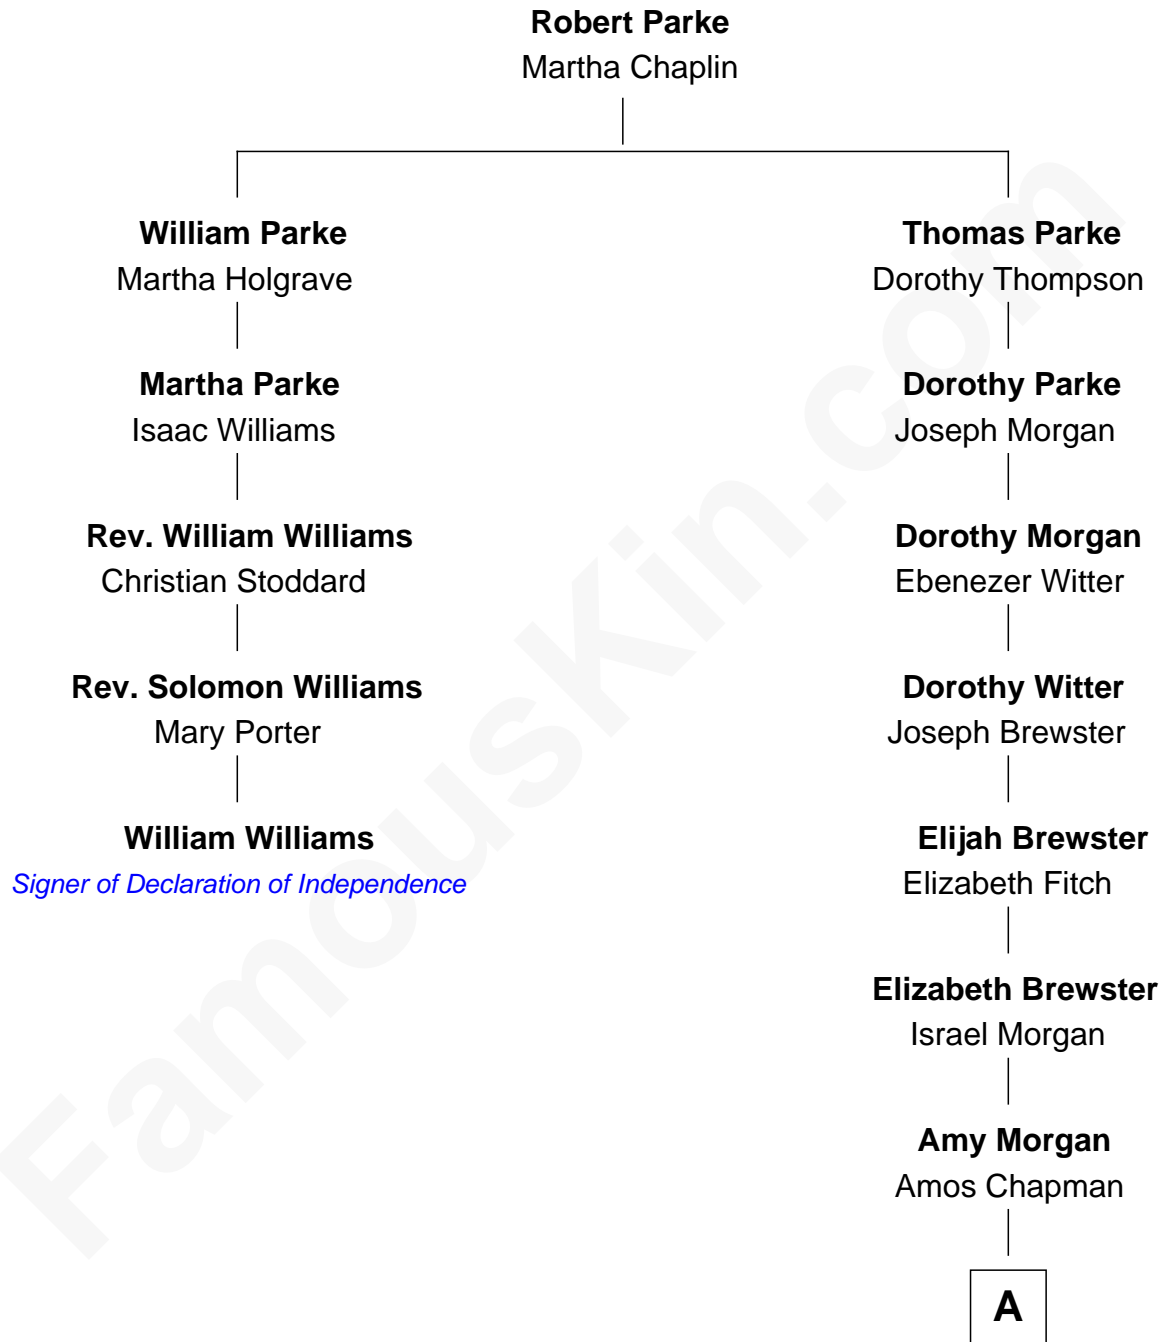 Robert Parke
Martha Chaplin
William Parke
Martha Holgrave
Thomas Parke
Dorothy Thompson
Martha Parke
Isaac Williams
Dorothy Parke
Joseph Morgan
Rev. William Williams
Christian Stoddard
Dorothy Morgan
Ebenezer Witter
Rev. Solomon Williams
Mary Porter
Dorothy Witter
Joseph Brewster
William Williams
Signer of Declaration of Independence
Elijah Brewster
Elizabeth Fitch
Elizabeth Brewster
Israel Morgan
Amy Morgan
Amos Chapman
A
FamousKin.com